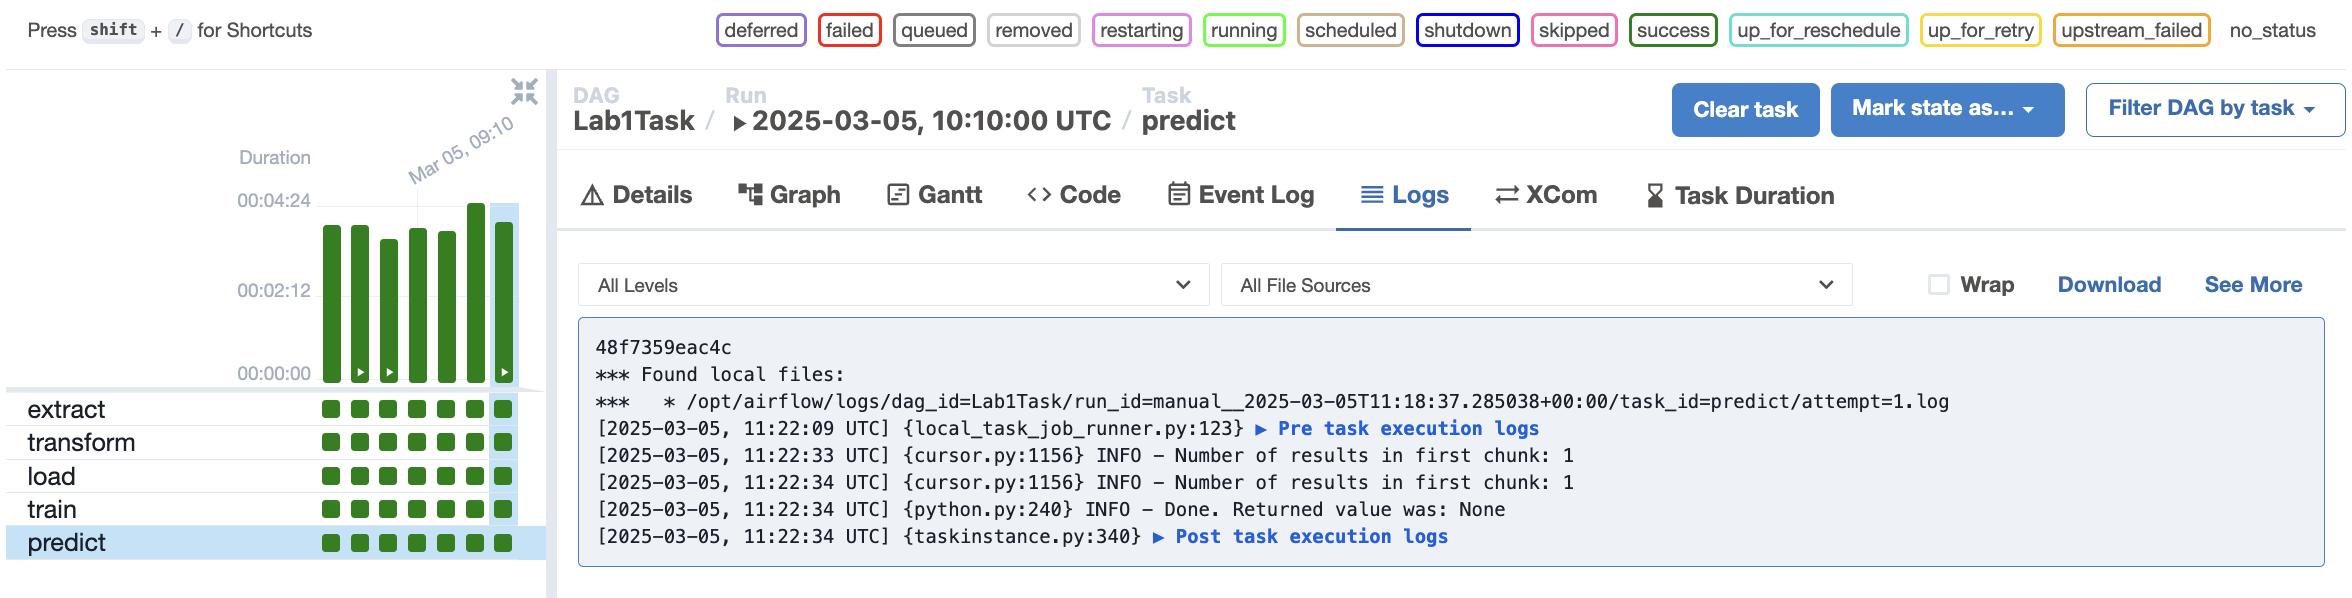 Press shift + / for Shortcuts
deferred failed queued removed restarting running scheduled shutdown skipped success up_for_reschedule up_for_retry upstream_failed no_status
DAG Run Task
Lab1Task / 2025-03-05, 10:10:00 UTC / predict
Clear task Mark state as... Filter DAG by task
Mar 05, 09:10
Duration
00:04:24
00:02:12
00:00:00
extract
transform
load
train
predict
Details Graph Gantt Code Event Log Logs XCom Task Duration
All Levels All File Sources Wrap Download See More
48f7359eac4c
*** Found local files:
***   * /opt/airflow/logs/dag_id=Lab1Task/run_id=manual__2025-03-05T11:18:37.285038+00:00/task_id=predict/attempt=1.log
[2025-03-05, 11:22:09 UTC] {local_task_job_runner.py:123} ▶ Pre task execution logs
[2025-03-05, 11:22:33 UTC] {cursor.py:1156} INFO - Number of results in first chunk: 1
[2025-03-05, 11:22:34 UTC] {cursor.py:1156} INFO - Number of results in first chunk: 1
[2025-03-05, 11:22:34 UTC] {python.py:240} INFO - Done. Returned value was: None
[2025-03-05, 11:22:34 UTC] {taskinstance.py:340} ▶ Post task execution logs